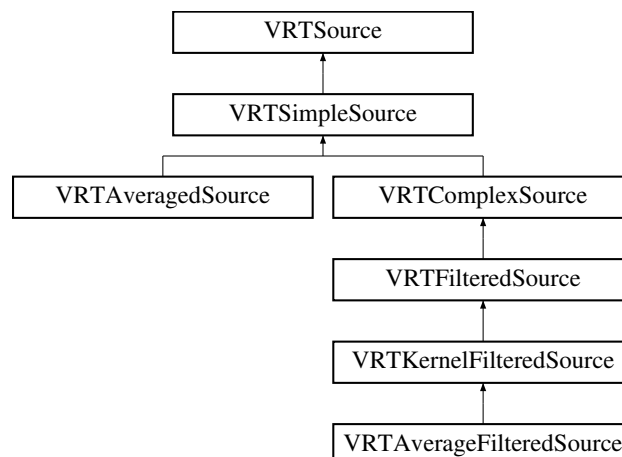 VRTSource
VRTSimpleSource
VRTAveragedSource
VRTComplexSource
VRTFilteredSource
VRTKernelFilteredSource
VRTAverageFilteredSource